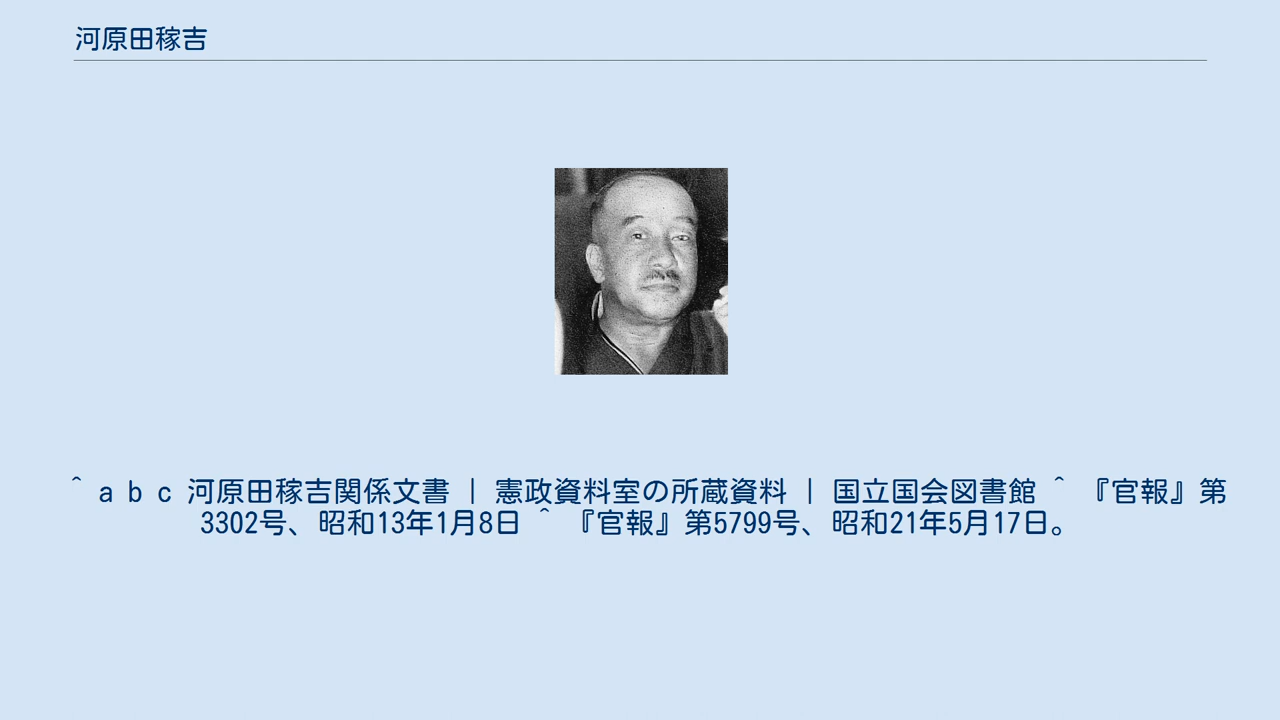 河原田稼吉
^ a b c 河原田稼吉関係文書 | 憲政資料室の所蔵資料 | 国立国会図書館 ^ 『官報』第
3302号、昭和13年1月8日 ^ 『官報』第5799号、昭和21年5月17日。